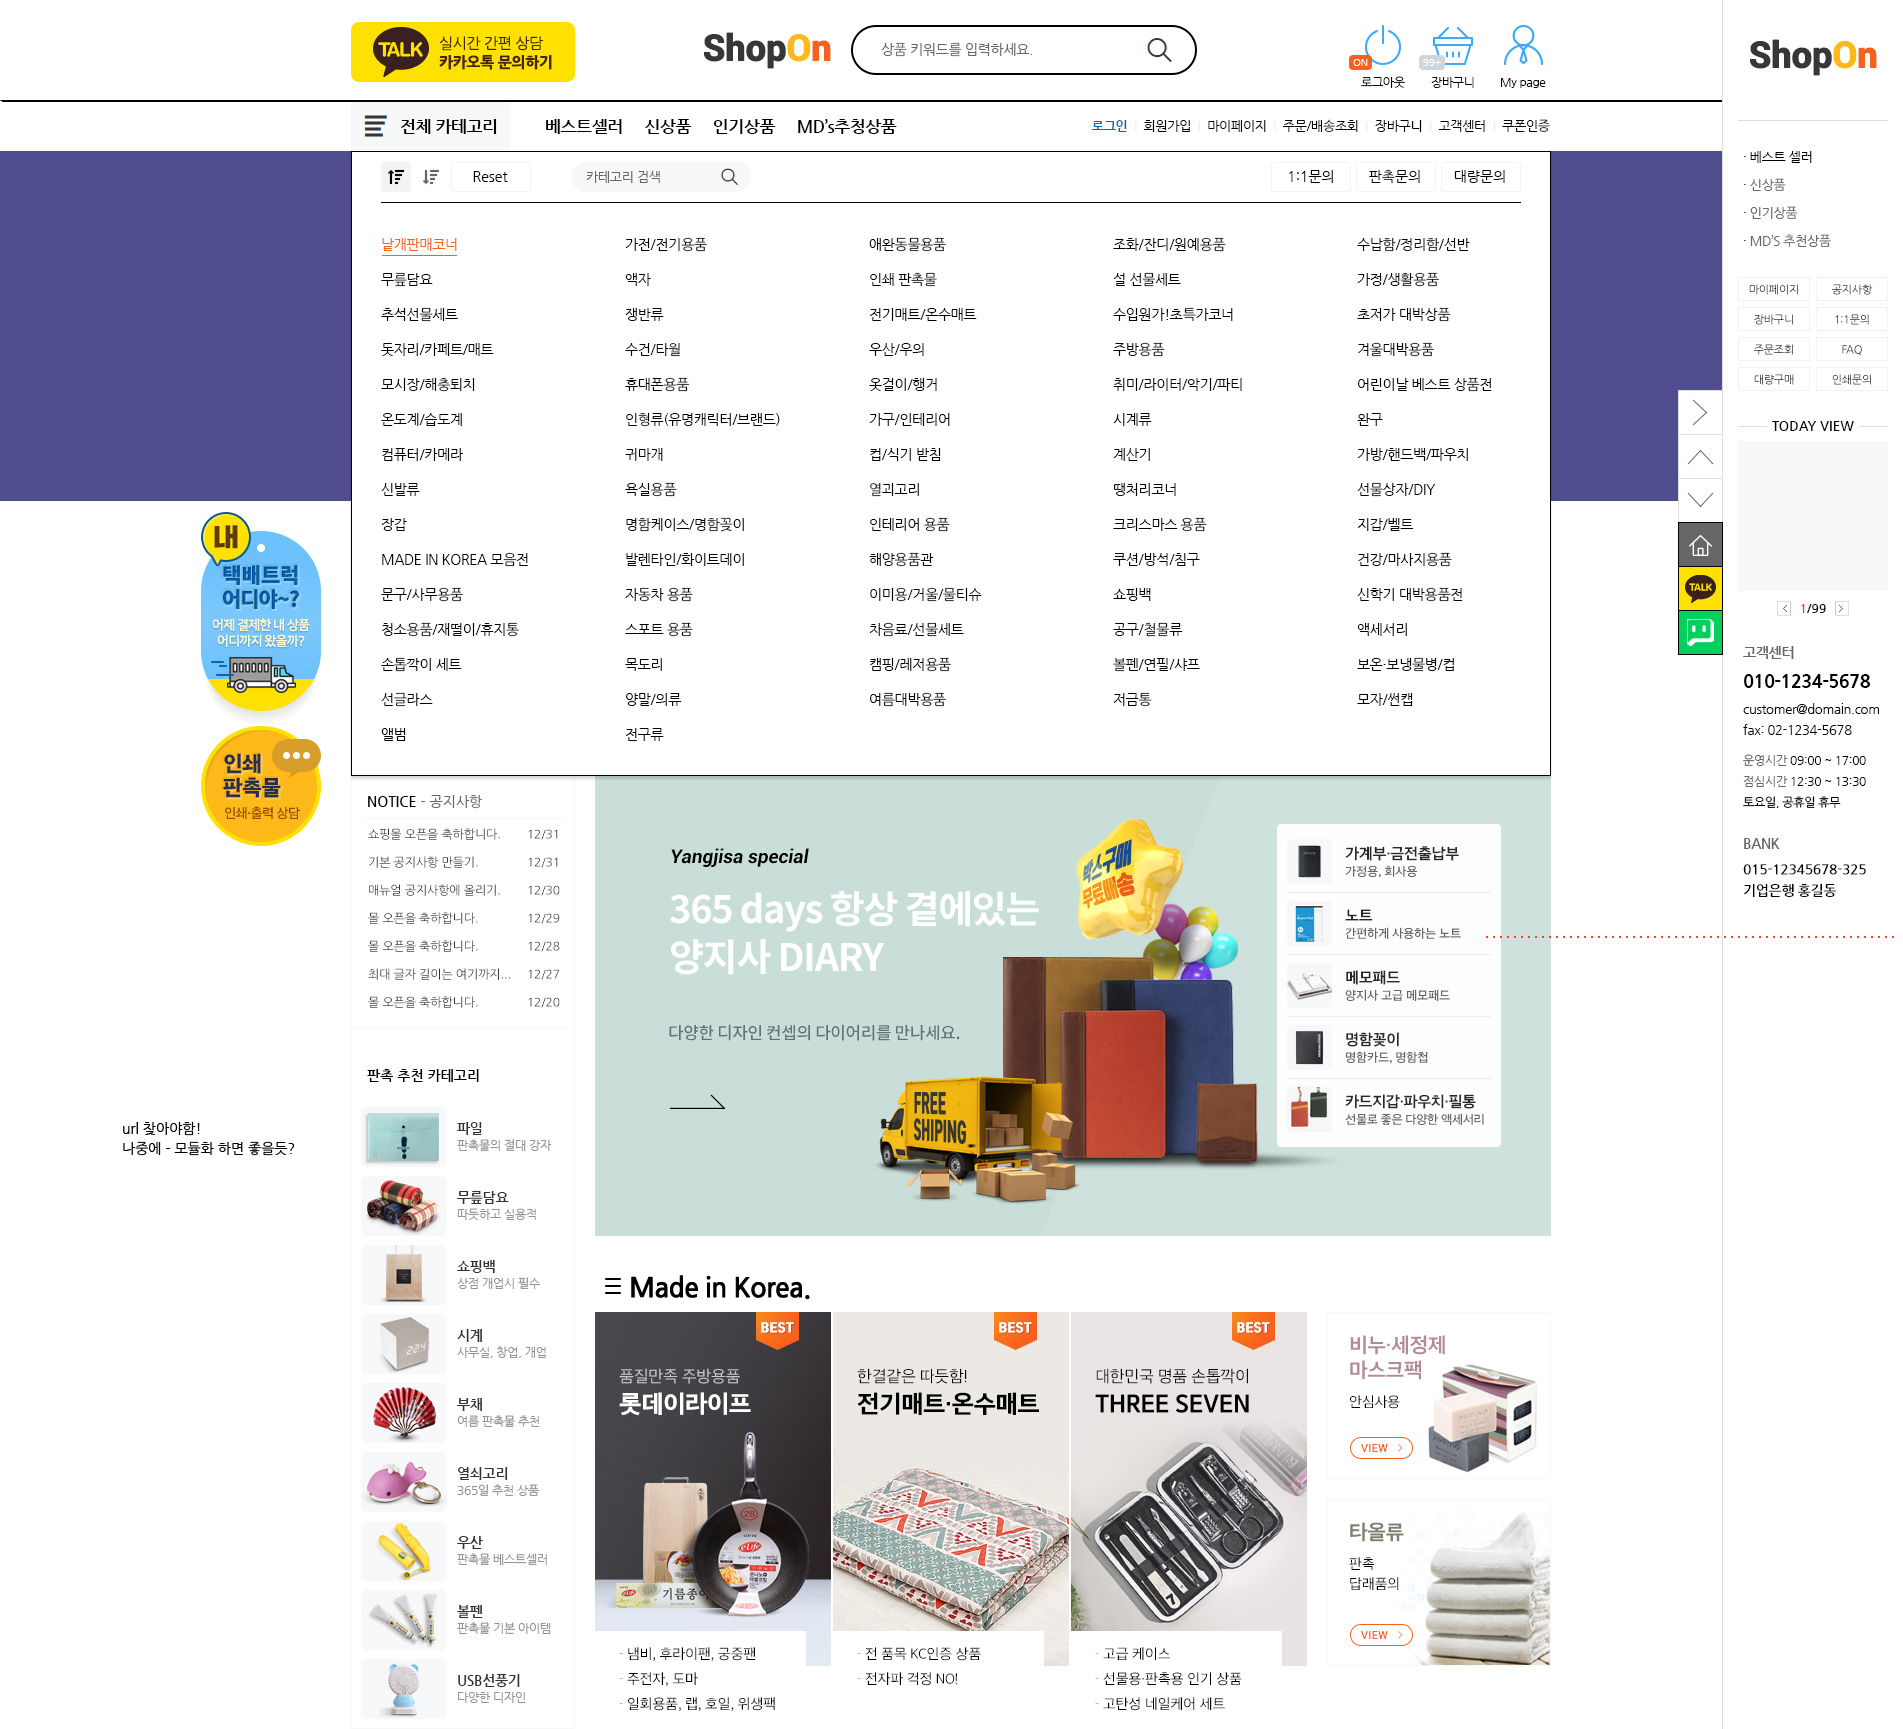 TALK 실시간 간편 상담
카카오톡 문의하기
ShopOn
상품 키워드를 입력하세요.
ON
로그아웃
99+
장바구니
My page
ShopOn
전체 카테고리
베스트셀러 신상품 인기상품 MD's추천상품
로그인 회원가입 마이페이지 주문/배송조회 장바구니 고객센터 쿠폰인증
Reset
카테고리 검색
1:1문의 판촉문의 대량문의
낱개판매코너 가전/전기용품 애완동물용품 조화/잔디/원예용품 수납함/정리함/선반
무릎담요 액자 인쇄 판촉물 설 선물세트 가정/생활용품
추석선물세트 쟁반류 전기매트/온수매트 수입원가!초특가코너 초저가 대박상품
돗자리/카페트/매트 수건/타월 우산/우의 주방용품 겨울대박용품
모시장/해충퇴치 휴대폰용품 옷걸이/행거 취미/라이터/악기/파티 어린이날 베스트 상품전
온도계/습도계 인형류(유명캐릭터/브랜드) 가구/인테리어 시계류 완구
컴퓨터/카메라 귀마개 컵/식기 받침 계산기 가방/핸드백/파우치
신발류 욕실용품 열괴고리 땡처리코너 선물상자/DIY
장갑 명함케이스/명함꽂이 인테리어 용품 크리스마스 용품 지갑/벨트
MADE IN KOREA 모음전 발렌타인/화이트데이 해양용품관 쿠션/방석/침구 건강/마사지용품
문구/사무용품 자동차 용품 이미용/거울/물티슈 쇼핑백 신학기 대박용품전
청소용품/재떨이/휴지통 스포트 용품 차음료/선물세트 공구/철물류 액세서리
손톱깍이 세트 목도리 캠핑/레저용품 볼펜/연필/샤프 보온·보냉물병/컵
선글라스 양말/의류 여름대박용품 저금통 모자/썬캡
앨범 전구류
· 베스트 셀러
· 신상품
· 인기상품
· MD'S 추천상품
마이페이지 공지사항
장바구니 1:1문의
주문조회 FAQ
대량구매 인쇄문의
TODAY VIEW
1/99
TALK
고객센터
010-1234-5678
customer@domain.com
fax: 02-1234-5678
운영시간 09:00 ~ 17:00
점심시간 12:30 ~ 13:30
토요일, 공휴일 휴무
BANK
015-12345678-325
기업은행 홍길동
내
택배트럭
어디야~?
어제 결제한 내 상품
어디까지 왔을까?
인쇄
판촉물
인쇄·출력 상담
url 찾아야함!
나중에 - 모듈화 하면 좋을듯?
NOTICE - 공지사항
쇼핑몰 오픈을 축하합니다. 12/31
기본 공지사항 만들기. 12/31
매뉴얼 공지사항에 올리기. 12/30
몰 오픈을 축하합니다. 12/29
몰 오픈을 축하합니다. 12/28
최대 글자 길이는 여기까지... 12/27
몰 오픈을 축하합니다. 12/20
판촉 추천 카테고리
파일
판촉물의 절대 강자
무릎담요
따듯하고 실용적
쇼핑백
상점 개업시 필수
시계
사무실, 창업, 개업
부채
여름 판촉물 추천
열쇠고리
365일 추천 상품
우산
판촉물 베스트셀러
볼펜
판촉물 기본 아이템
USB선풍기
다양한 디자인
Yangjisa special
365 days 항상 곁에있는
양지사 DIARY
다양한 디자인 컨셉의 다이어리를 만나세요.
박스구매
무료배송
FREE
SHIPING
가계부·금전출납부
가정용, 회사용
노트
간편하게 사용하는 노트
메모패드
양지사 고급 메모패드
명함꽂이
명함카드, 명함첩
카드지갑·파우치·필통
선물로 좋은 다양한 액세서리
Made in Korea.
BEST
품질만족 주방용품
롯데이라이프
- 냄비, 후라이팬, 궁중팬
- 주전자, 도마
- 일회용품, 랩, 호일, 위생팩
BEST
한결같은 따듯함!
전기매트·온수매트
- 전 품목 KC인증 상품
- 전자파 걱정 NO!
BEST
대한민국 명품 손톱깍이
THREE SEVEN
- 고급 케이스
- 선물용·판촉용 인기 상품
- 고탄성 네일케어 세트
비누·세정제
마스크팩
안심사용
VIEW
타올류
판촉
답래품의
VIEW